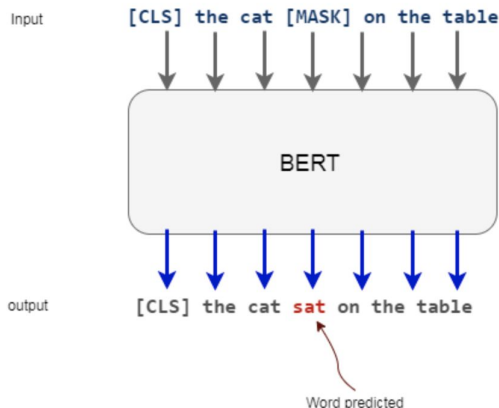 Input
[CLS] the cat [MASK] on the table
BERT
output
[CLS] the cat sat on the table
Word predicted